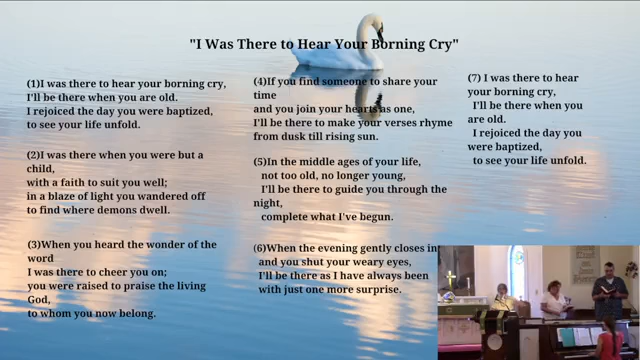 "I Was There to Hear Your Borning Cry"
(1)I was there to hear your borning cry,
I'll be there when you are old.
I rejoiced the day you were baptized,
to see your life unfold.
(2)I was there when you were but a
child,
with a faith to suit you well;
in a blaze of light you wandered off
to find where demons dwell.
(3)When you heard the wonder of the
word
I was there to cheer you on;
you were raised to praise the living
God,
to whom you now belong.
(4)If you find someone to share your
time
and you join your hearts as one,
I'll be there to make your verses rhyme
from dusk till rising sun.
(5)In the middle ages of your life,
not too old, no longer young,
I'll be there to guide you through the
night,
complete what I've begun.
(6)When the evening gently closes in
and you shut your weary eyes,
I'll be there as I have always been
with just one more surprise.
(7) I was there to hear
your borning cry,
I'll be there when you
are old.
I rejoiced the day you
were baptized,
to see your life unfold.